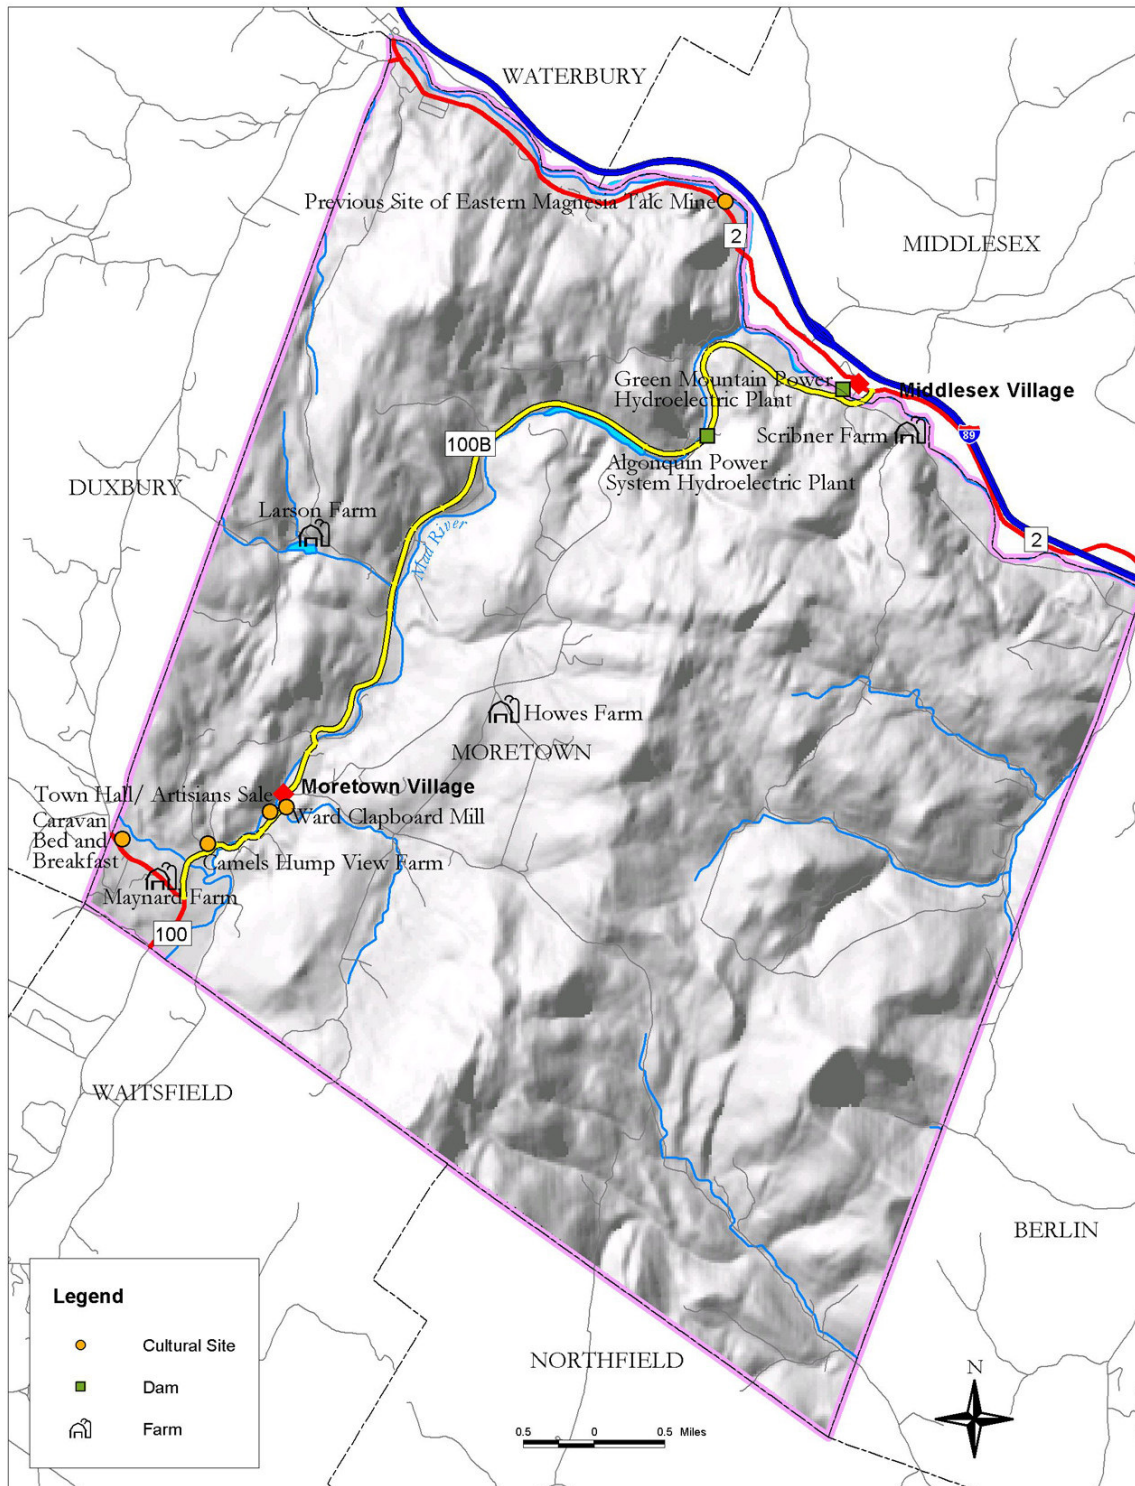 WATERBURY
Previous Site of Eastern Magnesia Talc Mine
2
MIDDLESEX
Green Mountain Power
Hydroelectric Plant
Middlesex Village
Scribner Farm
89
100B
Algonquin Power
System Hydroelectric Plant
DUXBURY
Larson Farm
Mad River
2
Howes Farm
MORETOWN
Moretown Village
Town Hall/ Artisians Sale
Ward Clapboard Mill
Caravan
Bed and
Breakfast
Camels Hump View Farm
Maynard Farm
100
WAITSFIELD
BERLIN
NORTHFIELD
Legend
Cultural Site
Dam
Farm
0.5 0 0.5 Miles
N